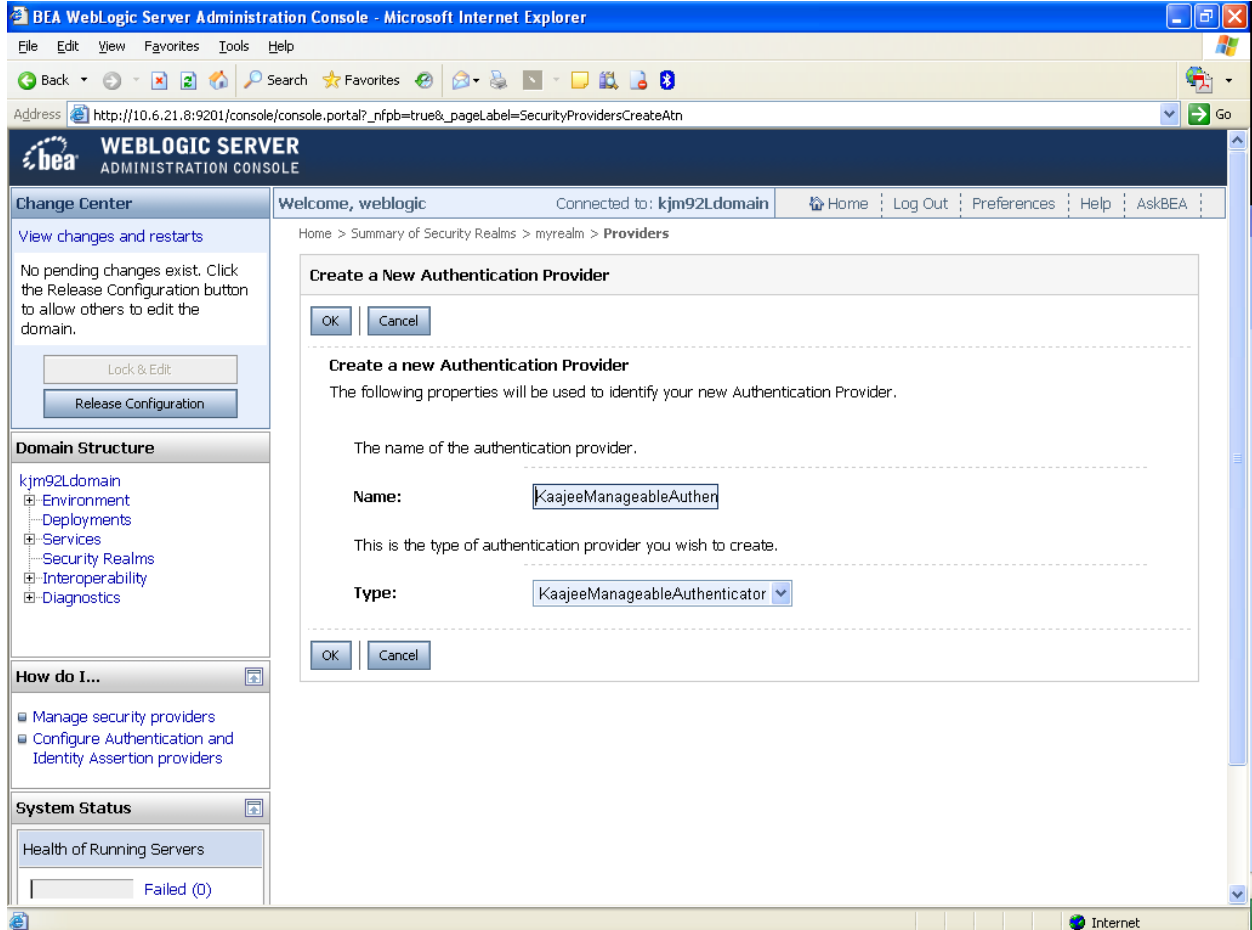 BEA WebLogic Server Administration Console - Microsoft Internet Explorer
File Edit View Favorites Tools Help
Back Search Favorites
Address http://10.6.21.8:9201/console/console.portal?_nfpb=true&_pageLabel=SecurityProvidersCreateAtn Go
bea WEBLOGIC SERVER
ADMINISTRATION CONSOLE
Change Center
Welcome, weblogic Connected to: kjm92Ldomain Home Log Out Preferences Help AskBEA
View changes and restarts
Home > Summary of Security Realms > myrealm > Providers
No pending changes exist. Click
the Release Configuration button
to allow others to edit the
domain.
Lock & Edit
Release Configuration
Create a New Authentication Provider
OK Cancel
Create a new Authentication Provider
The following properties will be used to identify your new Authentication Provider.
The name of the authentication provider.
Name: KaajeeManageableAuthen
This is the type of authentication provider you wish to create.
Type: KaajeeManageableAuthenticator
OK Cancel
Domain Structure
kjm92Ldomain
Environment
Deployments
Services
Security Realms
Interoperability
Diagnostics
How do I...
Manage security providers
Configure Authentication and
Identity Assertion providers
System Status
Health of Running Servers
Failed (0)
Internet